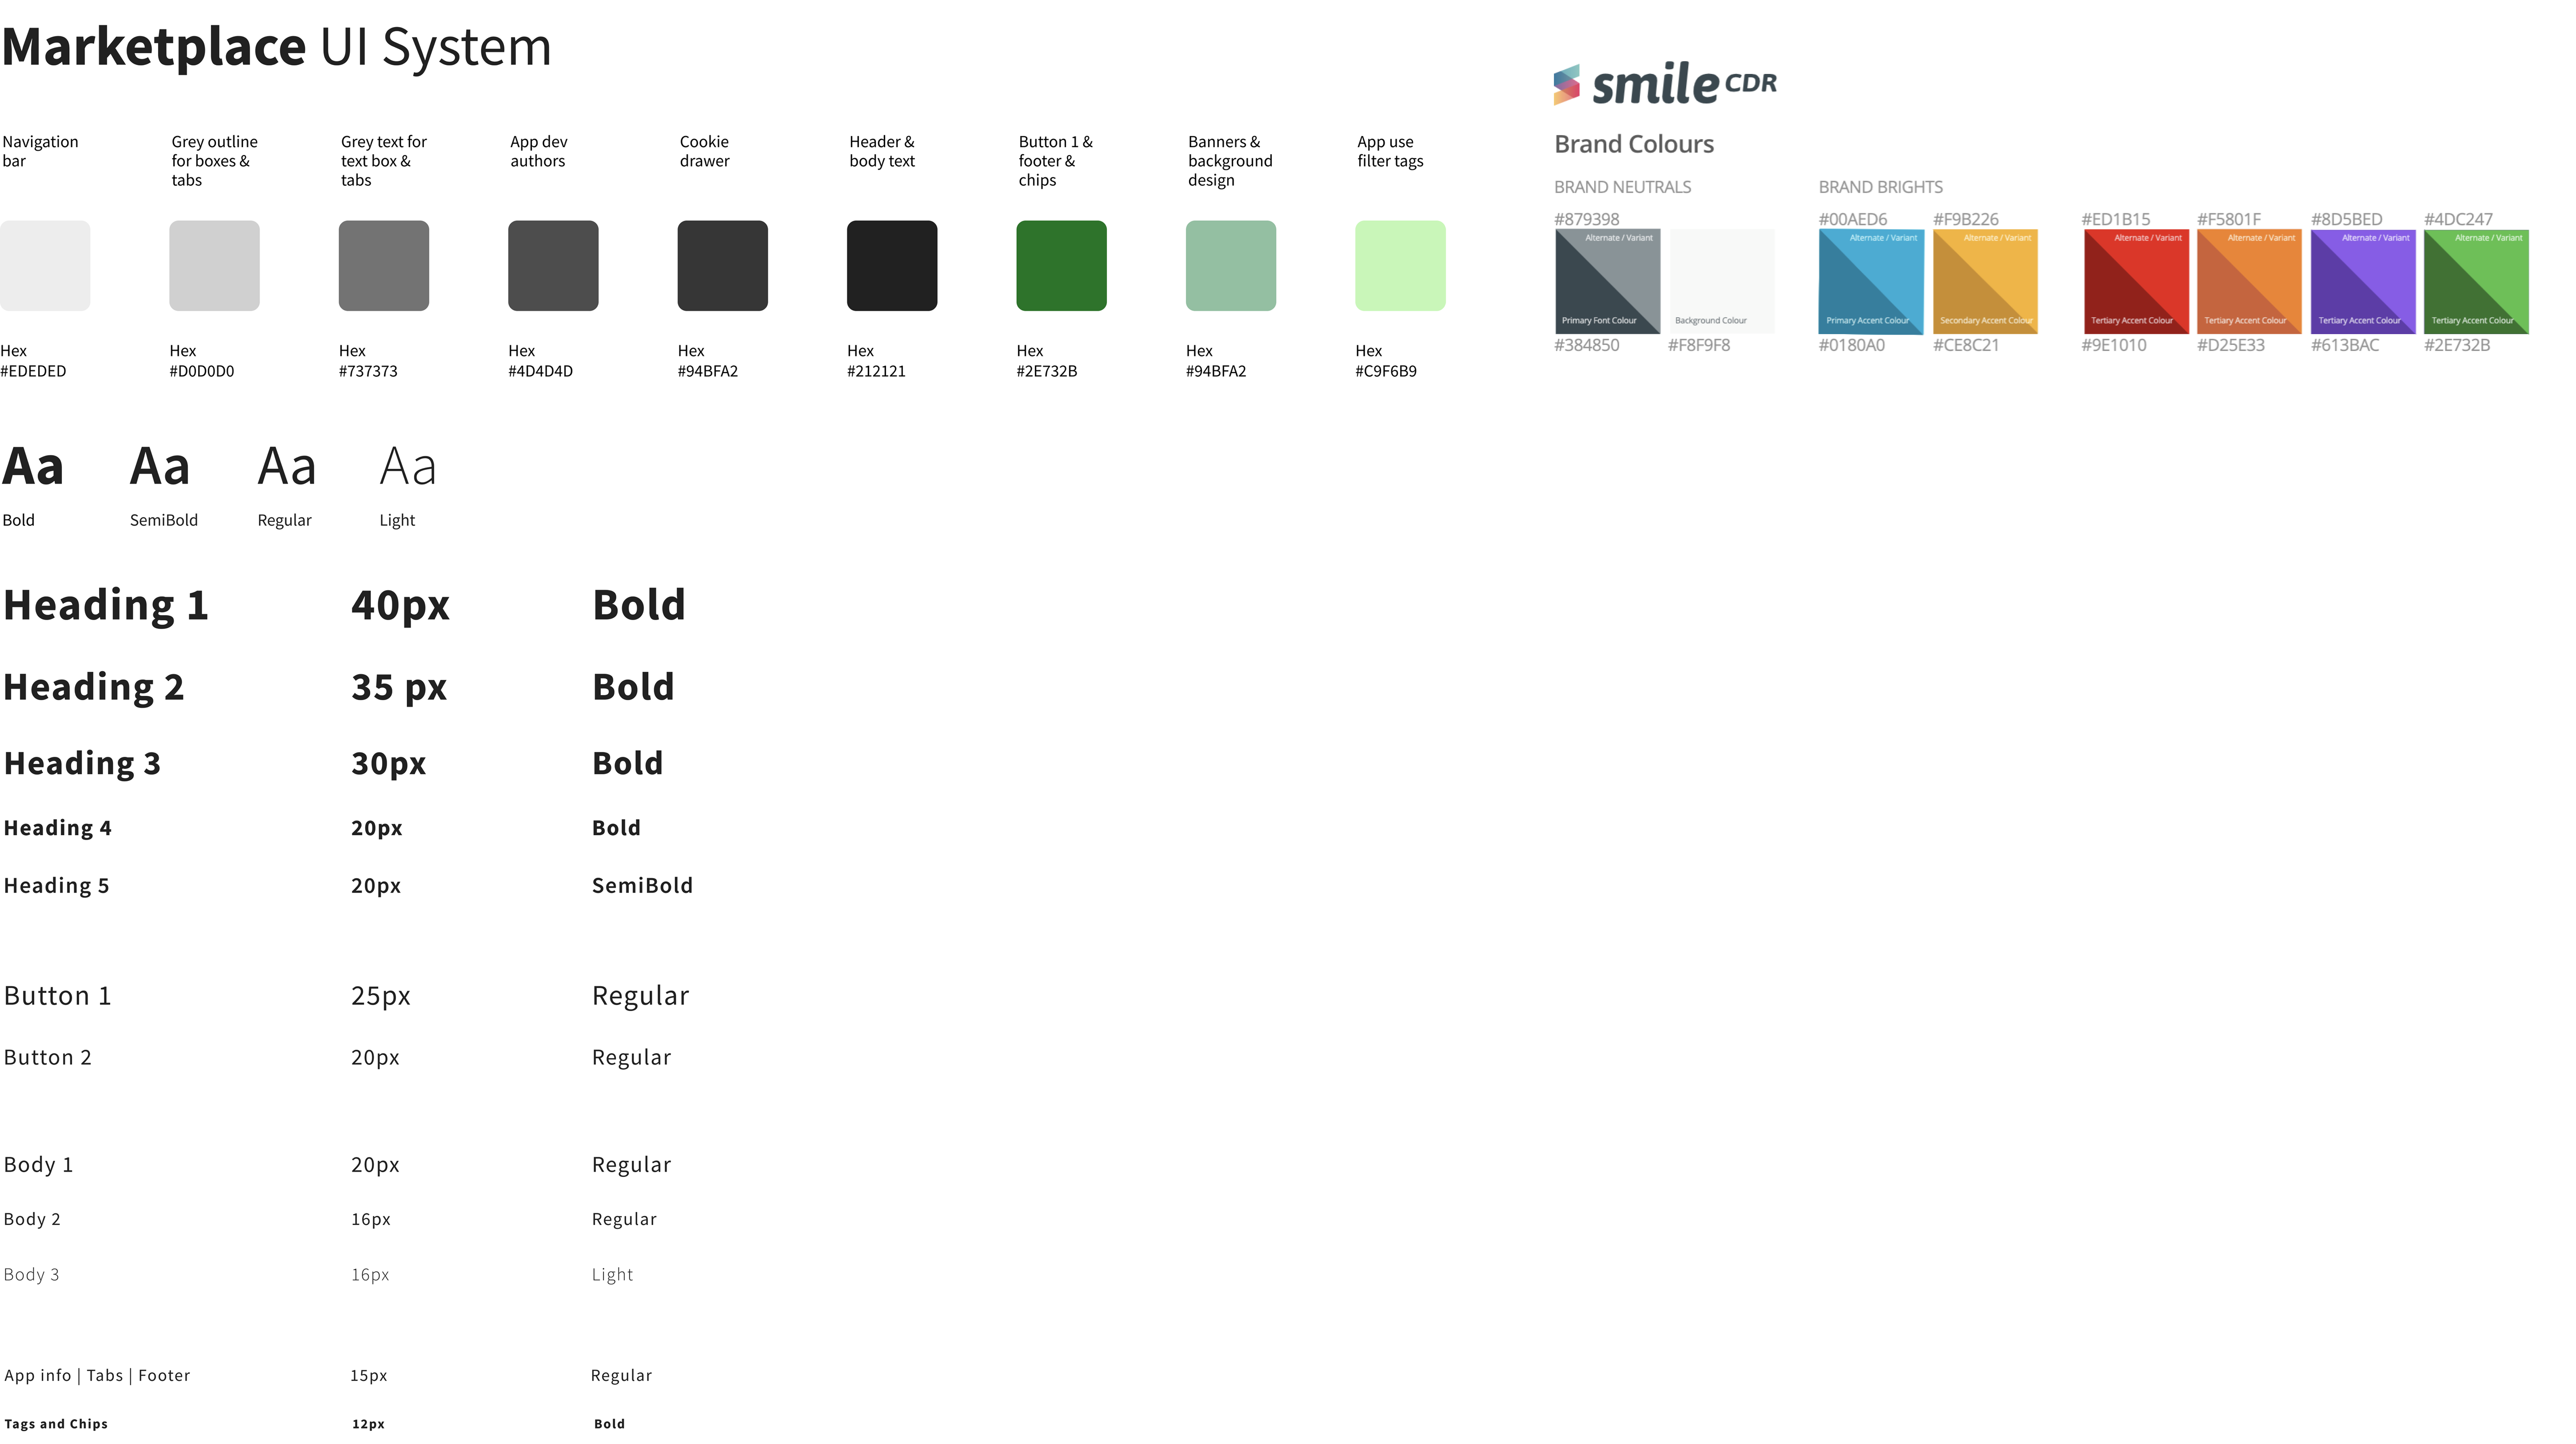 Marketplace UI System
Navigation
bar
Grey outline
for boxes &
tabs
Grey text for
text box &
tabs
App dev
authors
Cookie
drawer
Header &
body text
Button 1 &
footer &
chips
Banners &
background
design
App use
filter tags
Hex
#EDEDED
Hex
#D0D0D0
Hex
#737373
Hex
#4D4D4D
Hex
#94BFA2
Hex
#212121
Hex
#2E732B
Hex
#94BFA2
Hex
#C9F6B9
smile CDR
Brand Colours
BRAND NEUTRALS
#879398
Alternate / Variant
Primary Font Colour
Background Colour
#384850
#F8F9F8
BRAND BRIGHTS
#00AED6
#F9B226
#ED1B15
#F5801F
#8D5BED
#4DC247
Alternate / Variant
Alternate / Variant
Alternate / Variant
Alternate / Variant
Alternate / Variant
Alternate / Variant
Primary Accent Colour
Secondary Accent Colour
Tertiary Accent Colour
Tertiary Accent Colour
Tertiary Accent Colour
Tertiary Accent Colour
#0180A0
#CE8C21
#9E1010
#D25E33
#613BAC
#2E732B
Aa
Aa
Aa
Aa
Bold
SemiBold
Regular
Light
Heading 1 40px Bold
Heading 2 35 px Bold
Heading 3 30px Bold
Heading 4 20px Bold
Heading 5 20px SemiBold
Button 1 25px Regular
Button 2 20px Regular
Body 1 20px Regular
Body 2 16px Regular
Body 3 16px Light
App info | Tabs | Footer 15px Regular
Tags and Chips 12px Bold